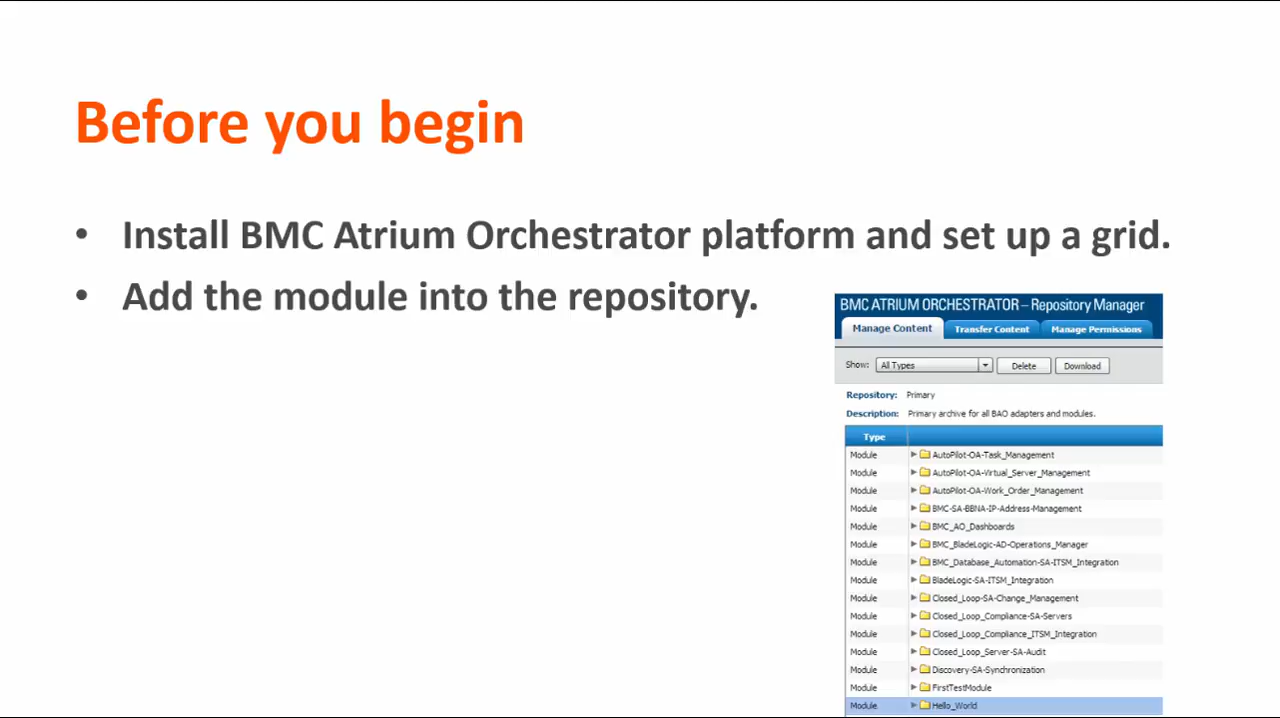 Before you begin
• Install BMC Atrium Orchestrator platform and set up a grid.
• Add the module into the repository.
BMC ATRIUM ORCHESTRATOR – Repository Manager
Manage Content Transfer Content Manage Permissions
Show: All Types Delete Download
Repository: Primary
Description: Primary archive for all BAO adapters and modules.
Type
Module AutoPilot-OA-Task_Management
Module AutoPilot-OA-Virtual_Server_Management
Module AutoPilot-OA-Work_Order_Management
Module BMC-SA-BBNA-IP-Address-Management
Module BMC_AO_Dashboards
Module BMC_BladeLogic-AD-Operations_Manager
Module BMC_Database_Automation-SA-ITSM_Integration
Module BladeLogic-SA-ITSM_Integration
Module Closed_Loop-SA-Change_Management
Module Closed_Loop_Compliance-SA-Servers
Module Closed_Loop_Compliance_ITSM_Integration
Module Closed_Loop_Server-SA-Audit
Module Discovery-SA-Synchronization
Module FirstTestModule
Module Hello_World